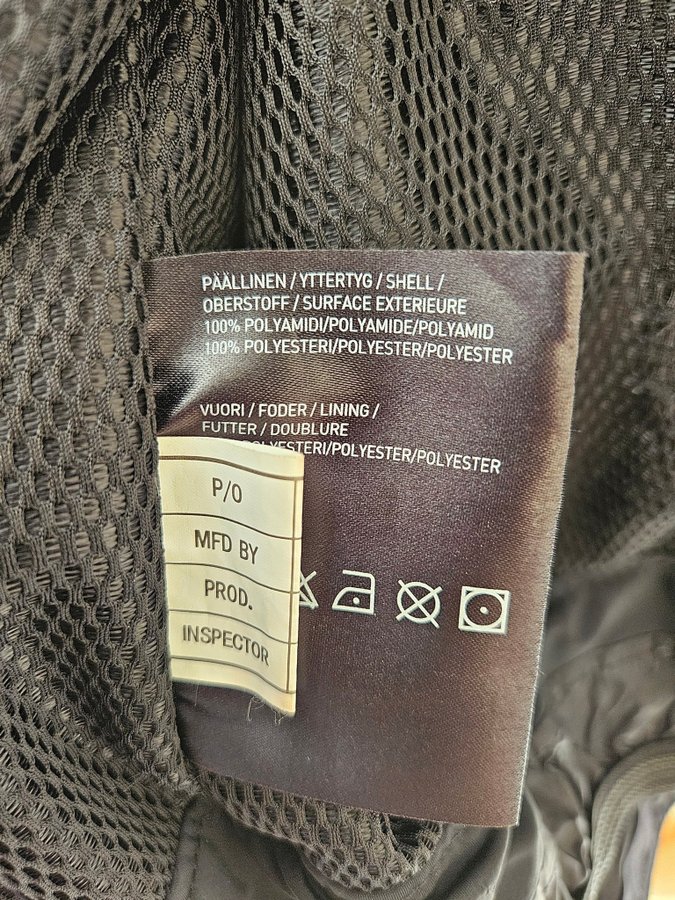 PÄÄLLINEN / YTTERTYG / SHELL /
OBERSTOFF / SURFACE EXTERIEURE
100% POLYAMIDI/POLYAMIDE/POLYAMID
100% POLYESTERI/POLYESTER/POLYESTER
VUORI / FODER / LINING /
FUTTER / DOUBLURE
POLYESTERI/POLYESTER/POLYESTER
P/O
MFD BY
PROD.
INSPECTOR